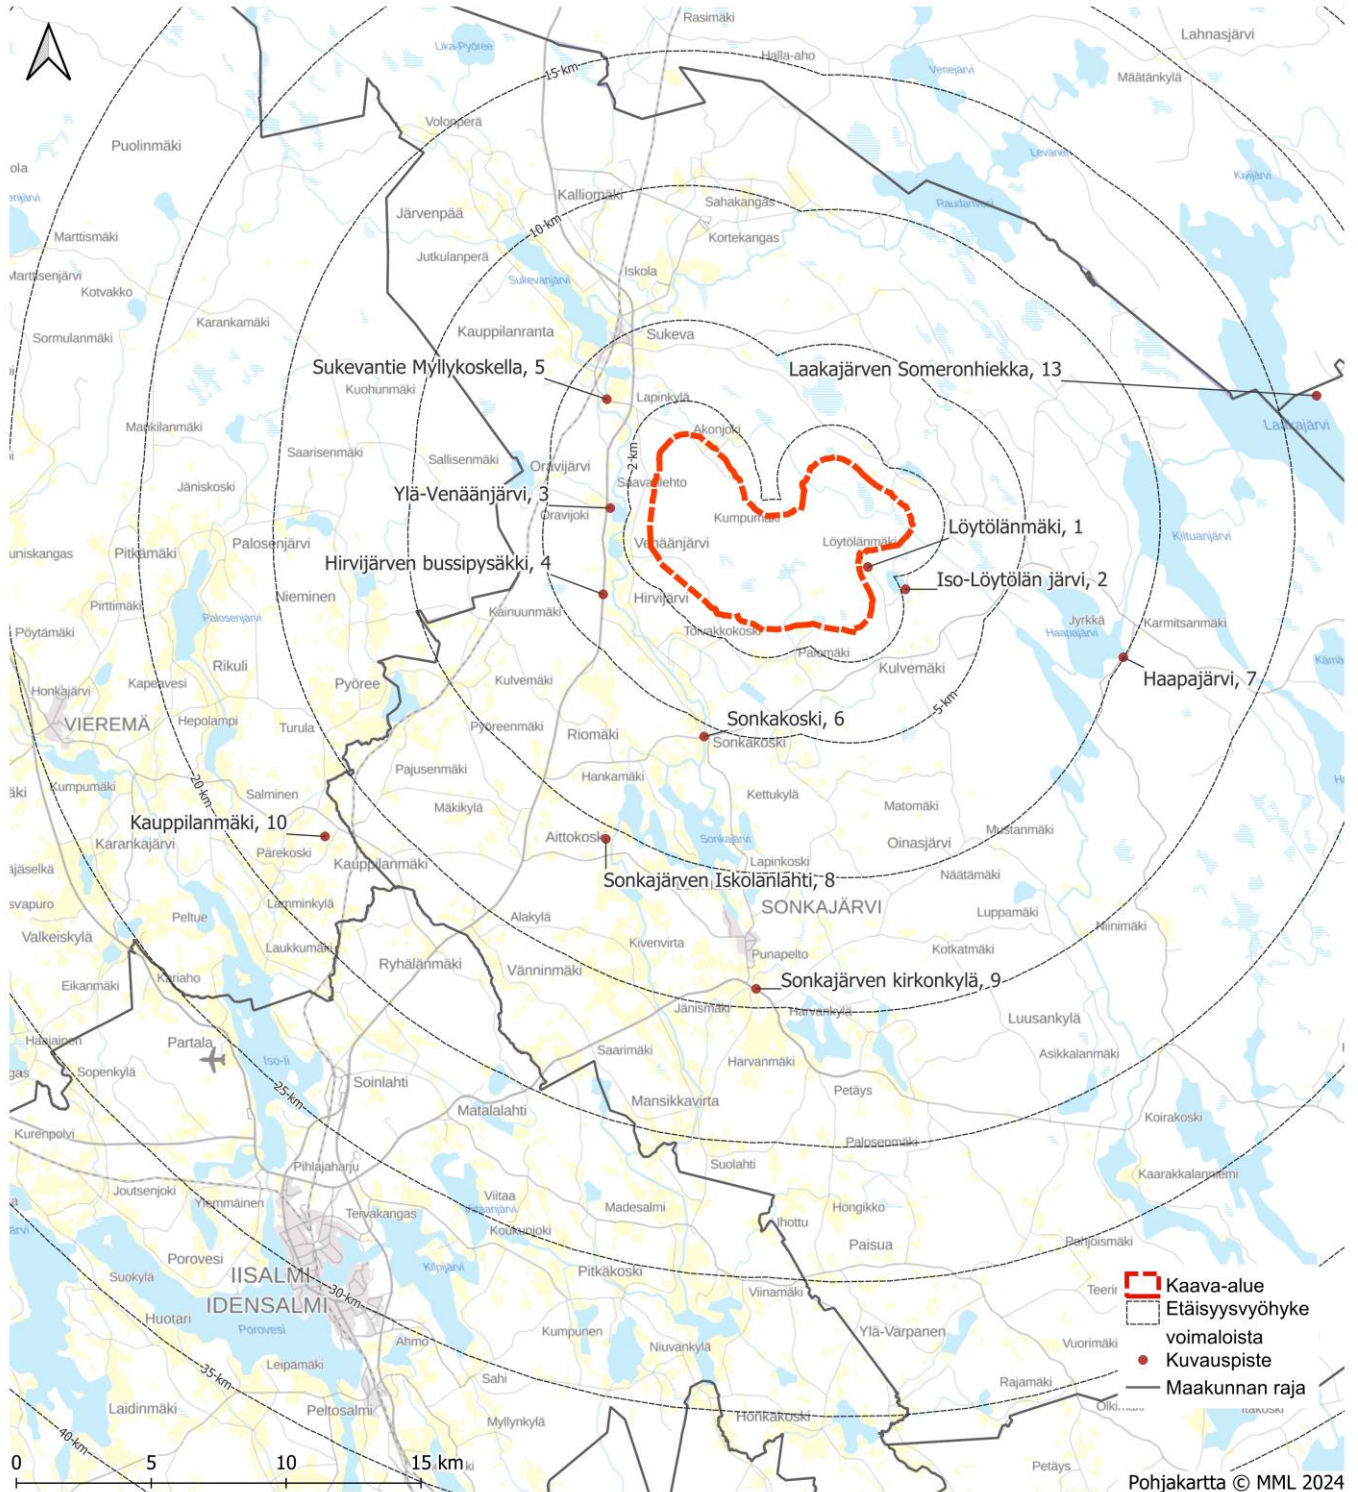 Rasimäki
Lahnasjärvi
Lika-Pyöree
Halla-aho
15 km
Venejärvi
Määtänkylä
Volonperä
Puolinmäki
Kalliomäki
Kivijärvi
Järvenpää
Sahakangas
Raudanvesi
10 km
Marttismäki
Kortekangas
Jutkulanperä
Iskola
Sukevanjärvi
Kotvakko
Karankamäki
Kauppilanranta
Sukeva
Sormulanmäki
Sukevantie Myllykoskella, 5
Laakajärven Someronhiekka, 13
Kuohunmäki
Lapinkylä
Laakajärvi
Mankilanmäki
Akonjoki
Saarisenmäki
Sallisenmäki
2 km
Oravijärvi
Jäniskoski
Saavanlehto
Ylä-Venäänjärvi, 3
Oravijoki
Kumpumäki
Löytölänmäki, 1
Kiltuanjärvi
Palosenjärvi
Venäänjärvi
Löytölänmäki
Pitkämäki
Hirvijärven bussipysäkki, 4
Iso-Löytölän järvi, 2
Nieminen
Hirvijärvi
Pirttimäki
Kainuunmäki
Palosenjärvi
Jyrkkä
Karmitsanmäki
Pöytämäki
Toivakkokoski
Haapajärvi
Palomäki
Rikuli
Kulvemäki
Kapeavesi
Pyöree
Kulvemäki
Haapajärvi, 7
Honkajärvi
5 km
VIEREMÄ
Hepolampi
Turula
Pyöreenmäki
Riomäki
Sonkakoski, 6
Sonkakoski
Pajusenmäki
Hankamäki
20 km
Kumpumäki
Salminen
Kettukylä
Mäkikylä
Matomäki
Kauppilanmäki, 10
Mustanmäki
Karankajärvi
Aittokoski
Sonkajärvi
Oinasjärvi
Pärekoski
Kauppilanmäki
Lapinkoski
Sonkajärven Iskolanlahti, 8
Näätämäki
Lamminkylä
SONKAJÄRVI
Peltue
Alakylä
Luppamäki
Niinimäki
Valkeiskylä
Laukkumäki
Kivenvirta
Kotkatmäki
Punapelto
Ryhälänmäki
Vänninmäki
Kariaho
Eikanmäki
Sonkajärven kirkonkylä, 9
Jänismäki
Harvankylä
Luusankylä
Haajainen
Partala
Saarimäki
Asikkalanmäki
Iso-Ii
Harvanmäki
Sopenkylä
Soinlahti
25 km
Petäys
Mansikkavirta
Matalalahti
Koirakoski
Kurenpolvi
Palosenmäki
Pihlajaharju
Suolahti
Kaarakkalanniemi
Joutsenjoki
Ylemmäinen
Viitaa
Viitaanjärvi
Madesalmi
Hongikko
Tervakangas
Ihottu
Koukunjoki
Paisua
Pohjoismäki
Porovesi
Kilpijärvi
Pitkäkoski
Suokylä
IISALMI
Kaava-alue
30 km
Viinamäki
IDENSALMI
Etäisyysvyöhyke
voimaloista
Huotari
Porovesi
Kumpunen
Ylä-Varpanen
Ahmo
Niuvankylä
Vuorimäki
Kuvauspiste
Leipämäki
35 km
Sahi
Rajamäki
Maakunnan raja
Laidinmäki
Peltosalmi
Myllynkylä
Honkakoski
40 km
0 5 10 15 km
Petäys
Pohjakartta © MML 2024